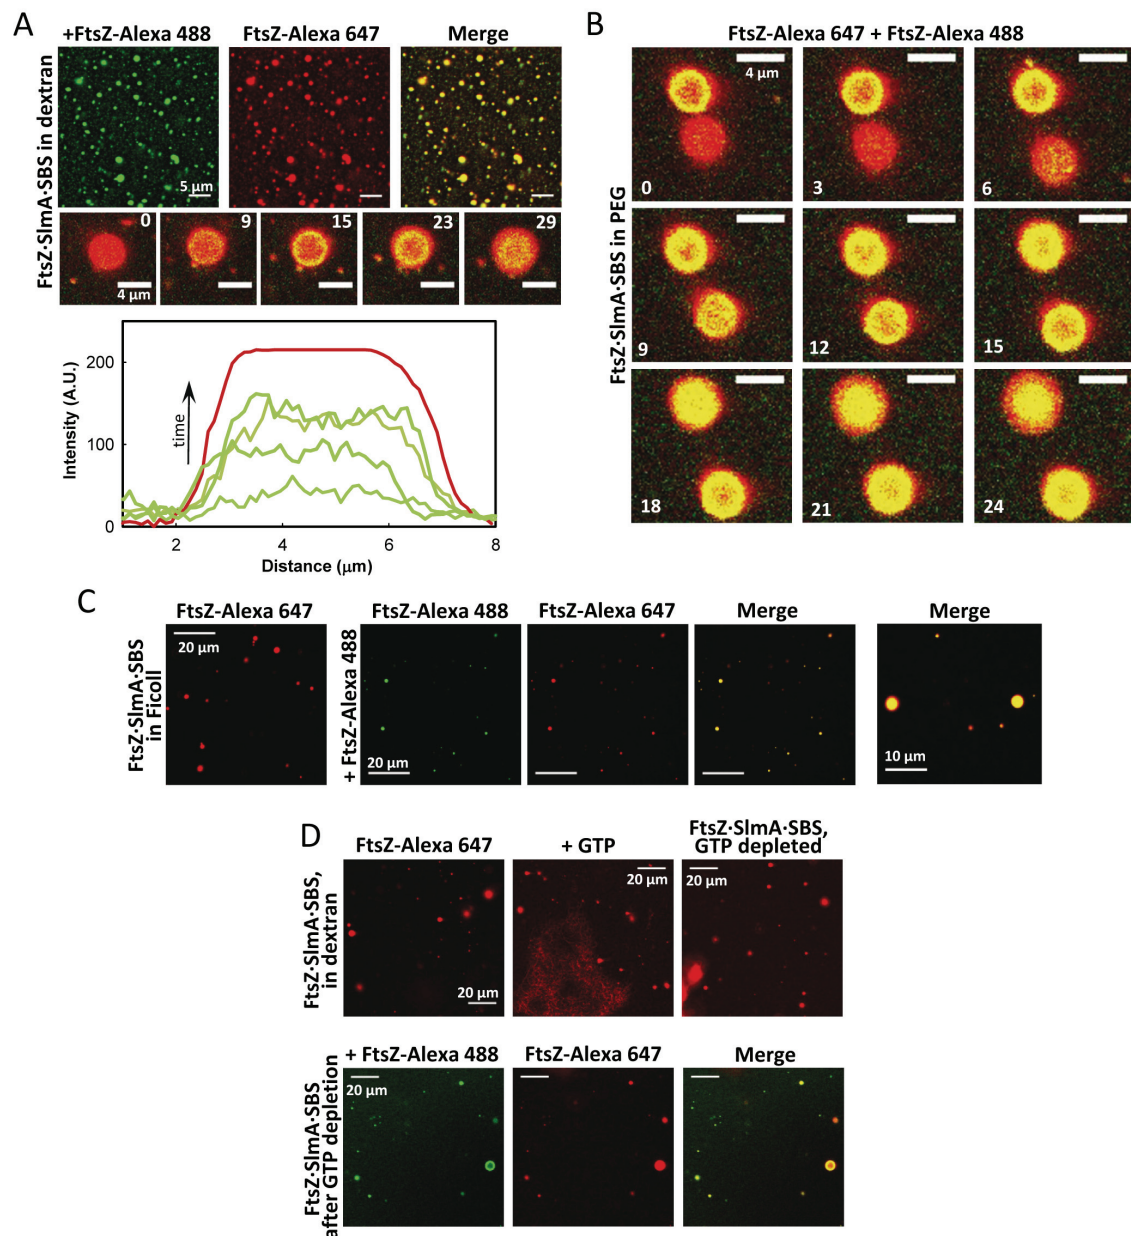 A
+FtsZ-Alexa 488
FtsZ-Alexa 647
Merge
FtsZ·SlmA·SBS in dextran
5 µm
0
9
15
23
29
4 µm
200
100
0
Intensity (A.U.)
time
2
4
6
8
Distance (µm)
B
FtsZ-Alexa 647 + FtsZ-Alexa 488
FtsZ·SlmA·SBS in PEG
4 µm
0
3
6
9
12
15
18
21
24
C
FtsZ-Alexa 647
FtsZ-Alexa 488
FtsZ-Alexa 647
Merge
Merge
FtsZ·SlmA·SBS
in Ficoll
20 µm
+ FtsZ-Alexa 488
20 µm
10 µm
D
FtsZ-Alexa 647
+ GTP
FtsZ·SlmA·SBS,
GTP depleted
FtsZ·SlmA·SBS,
in dextran
20 µm
20 µm
20 µm
+ FtsZ-Alexa 488
FtsZ-Alexa 647
Merge
FtsZ·SlmA·SBS
after GTP depletion
20 µm